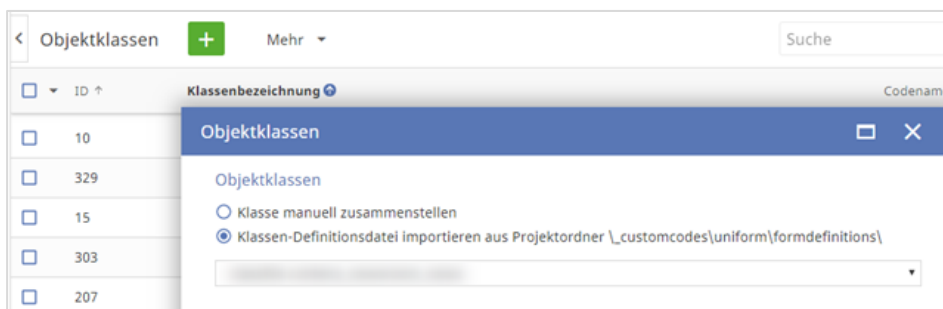 Objektklassen + Mehr Suche
ID ↑ Klassenbezeichnung Codenam
10
Objektklassen
329
Objektklassen
15
Klasse manuell zusammenstellen
Klassen-Definitionsdatei importieren aus Projektordner \_customcodes\uniform\formdefinitions\
303
207